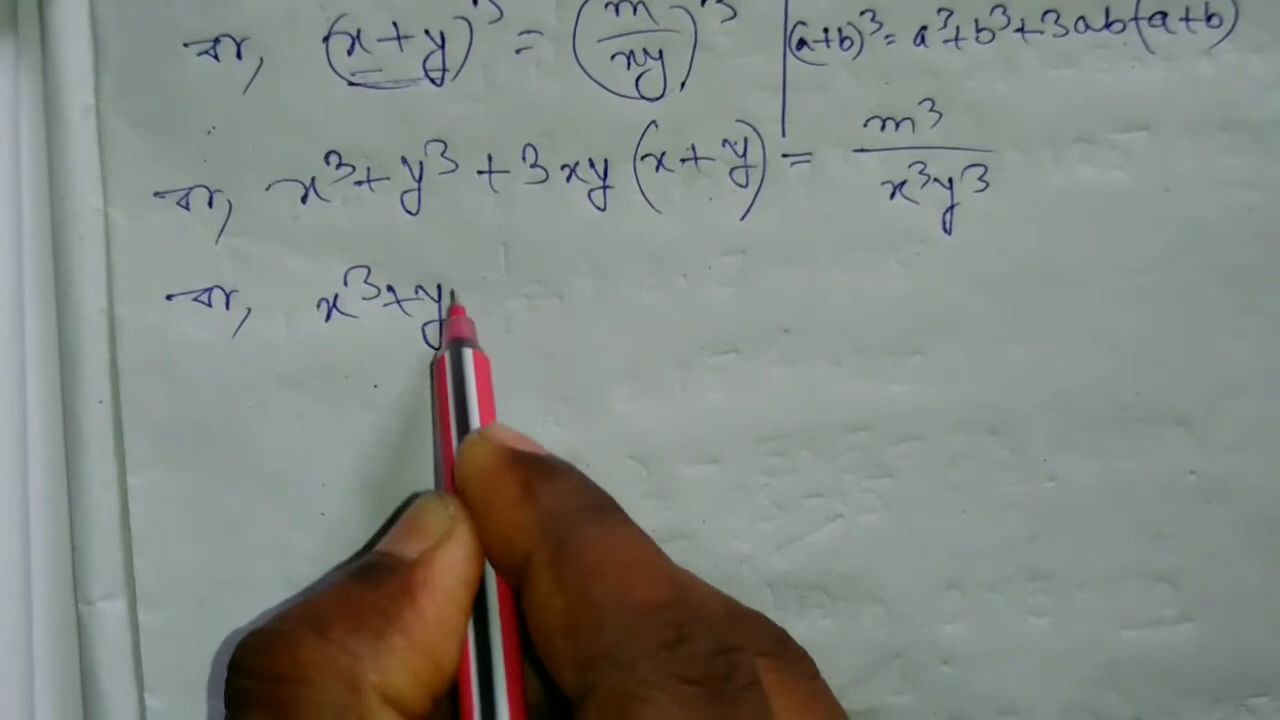 বা, (x+y)³ = (m/xy)³ | (a+b)³ = a³+b³+3ab(a+b)
বা, x³+y³+3xy(x+y) = m³/x³y³
বা, x³+y